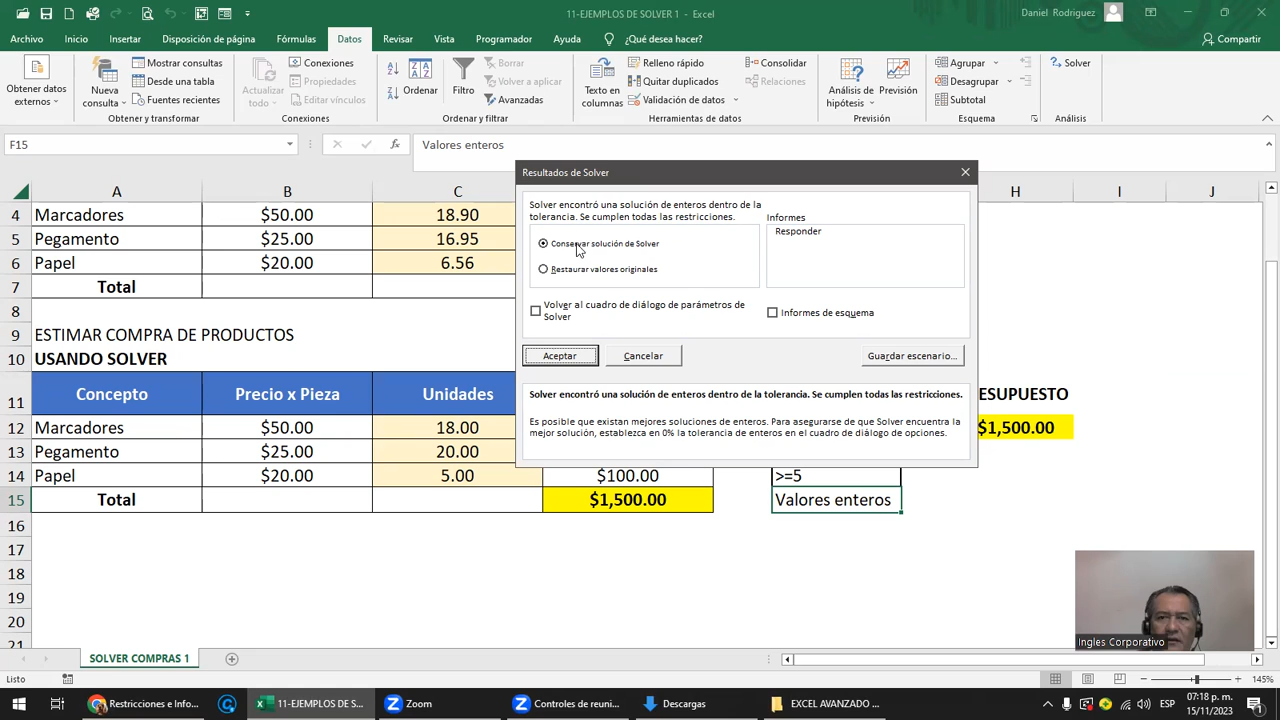 11-EJEMPLOS DE SOLVER 1 - Excel
Daniel Rodriguez
Archivo Inicio Insertar Disposición de página Fórmulas Datos Revisar Vista Programador Ayuda ¿Qué desea hacer? Compartir
Obtener datos externos
Nueva consulta
Mostrar consultas
Desde una tabla
Fuentes recientes
Obtener y transformar
Actualizar todo
Conexiones
Propiedades
Editar vínculos
Conexiones
Ordenar
Filtro
Borrar
Volver a aplicar
Avanzadas
Ordenar y filtrar
Texto en columnas
Relleno rápido
Quitar duplicados
Validación de datos
Consolidar
Relaciones
Herramientas de datos
Análisis de hipótesis
Previsión
Previsión
Agrupar
Desagrupar
Subtotal
Esquema
Solver
Análisis
F15
fx
Valores enteros
A B C H I J
4 Marcadores $50.00 18.90
5 Pegamento $25.00 16.95
6 Papel $20.00 6.56
7 Total
8
9 ESTIMAR COMPRA DE PRODUCTOS
10 USANDO SOLVER
11 Concepto Precio x Pieza Unidades ESUPUESTO
12 Marcadores $50.00 18.00 $1,500.00
13 Pegamento $25.00 20.00
14 Papel $20.00 5.00 $100.00 >=5
15 Total $1,500.00 Valores enteros
16
17
18
19
20
21
Resultados de Solver
Solver encontró una solución de enteros dentro de la
tolerancia. Se cumplen todas las restricciones.
Conservar solución de Solver
Restaurar valores originales
Informes
Responder
Volver al cuadro de diálogo de parámetros de
Solver
Informes de esquema
Aceptar
Cancelar
Guardar escenario...
Solver encontró una solución de enteros dentro de la tolerancia. Se cumplen todas las restricciones.
Es posible que existan mejores soluciones de enteros. Para asegurarse de que Solver encuentra la
mejor solución, establezca en 0% la tolerancia de enteros en el cuadro de diálogo de opciones.
Ingles Corporativo
SOLVER COMPRAS 1
Listo
145%
Restricciones e Info...
11-EJEMPLOS DE S...
Zoom
Controles de reuni...
Descargas
EXCEL AVANZADO ...
ESP
07:18 p. m.
15/11/2023